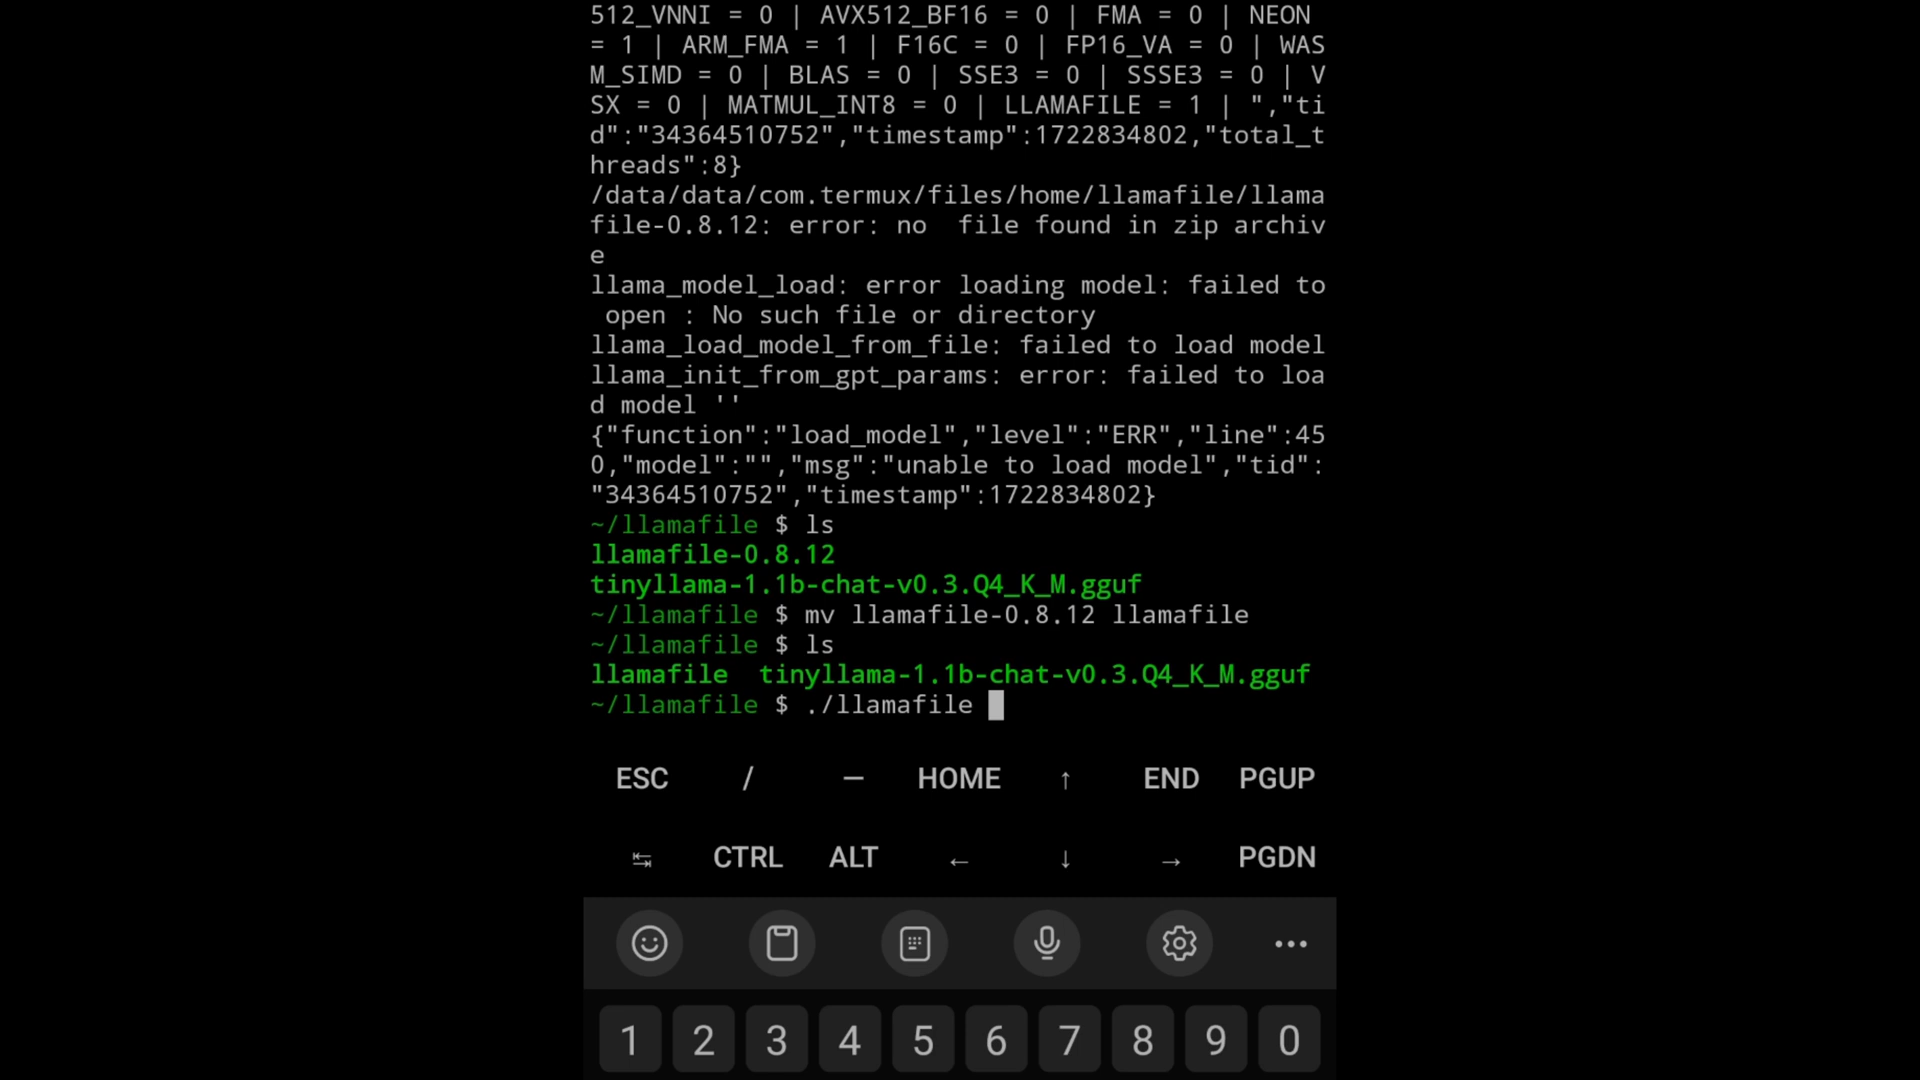 512_VNNI = 0 | AVX512_BF16 = 0 | FMA = 0 | NEON
= 1 | ARM_FMA = 1 | F16C = 0 | FP16_VA = 0 | WAS
M_SIMD = 0 | BLAS = 0 | SSE3 = 0 | SSSE3 = 0 | V
SX = 0 | MATMUL_INT8 = 0 | LLAMAFILE = 1 | ","ti
d":"34364510752","timestamp":1722834802,"total_t
hreads":8}
/data/data/com.termux/files/home/llamafile/llama
file-0.8.12: error: no  file found in zip archiv
e
llama_model_load: error loading model: failed to
 open : No such file or directory
llama_load_model_from_file: failed to load model
llama_init_from_gpt_params: error: failed to loa
d model ''
{"function":"load_model","level":"ERR","line":45
0,"model":"","msg":"unable to load model","tid":
"34364510752","timestamp":1722834802}
~/llamafile $ ls
llamafile-0.8.12
tinyllama-1.1b-chat-v0.3.Q4_K_M.gguf
~/llamafile $ mv llamafile-0.8.12 llamafile
~/llamafile $ ls
llamafile  tinyllama-1.1b-chat-v0.3.Q4_K_M.gguf
~/llamafile $ ./llamafile
ESC / — HOME ↑ END PGUP
↹ CTRL ALT ← ↓ → PGDN
1 2 3 4 5 6 7 8 9 0